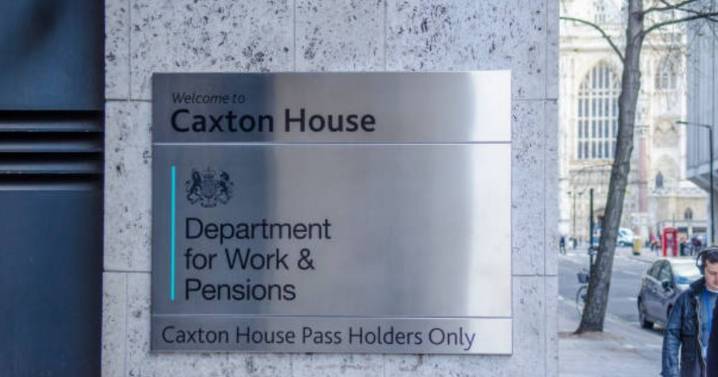 Welcome to
Caxton House
Department
for Work &
Pensions
Caxton House Pass Holders Only